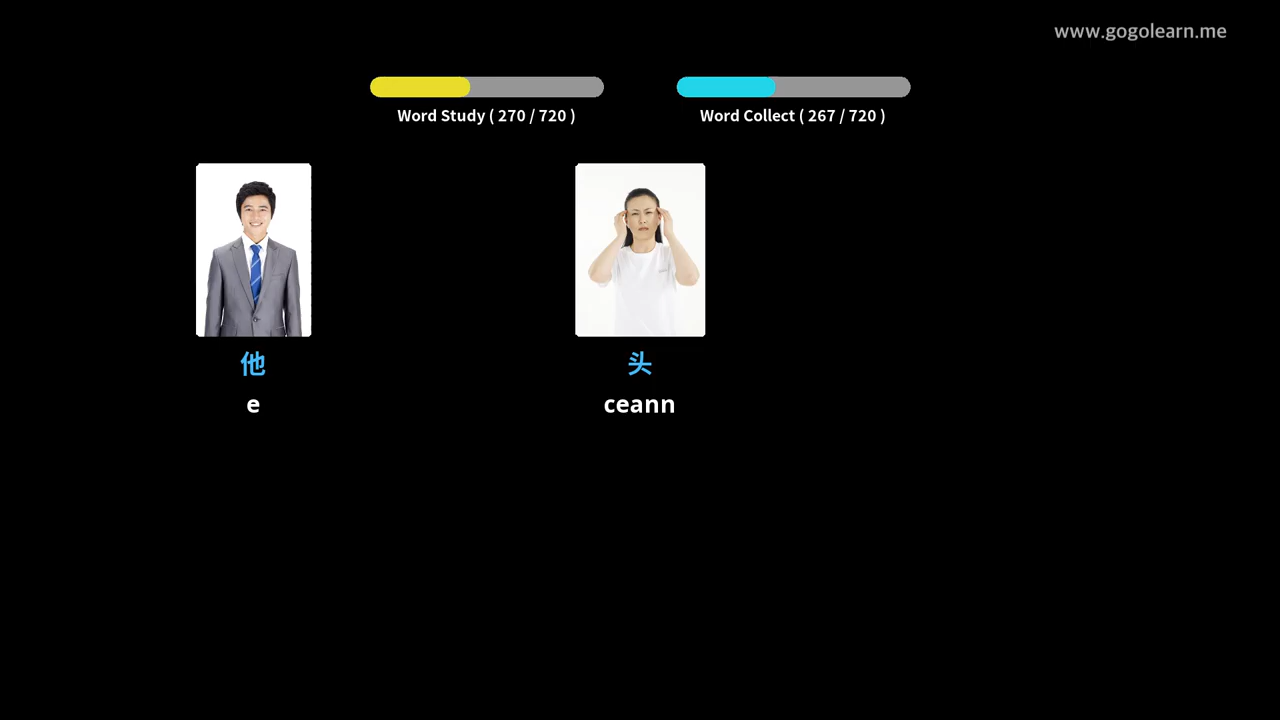 www.gogolearn.me
Word Study ( 270 / 720 )
Word Collect ( 267 / 720 )
他
e
头
ceann